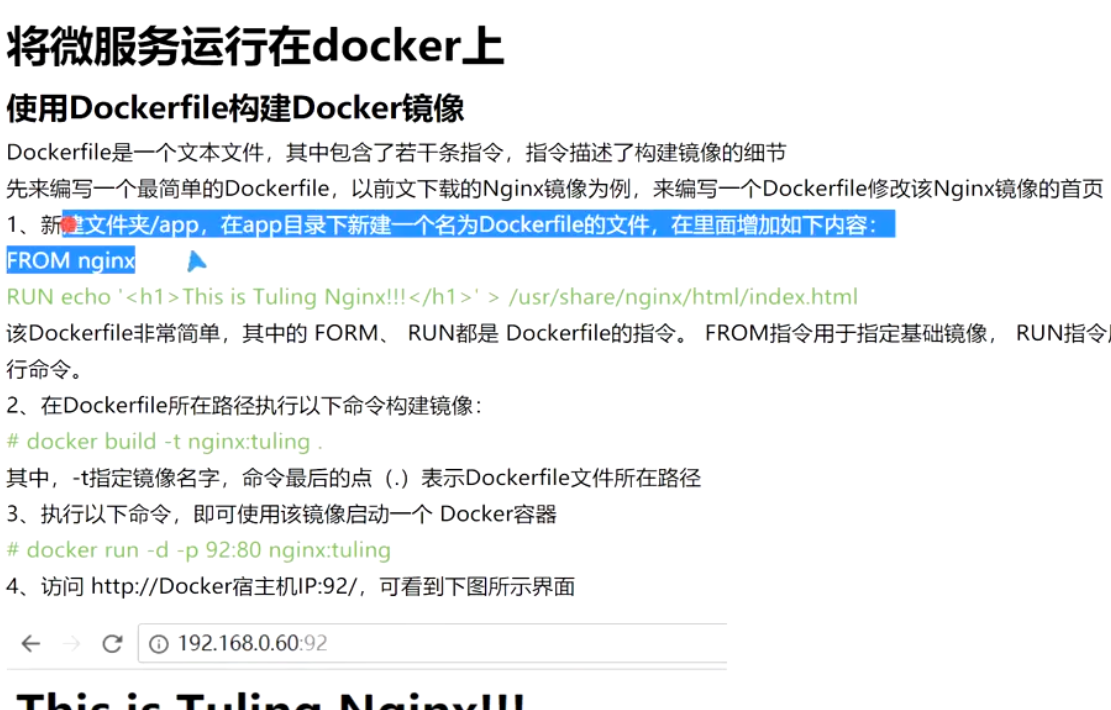 将微服务运行在docker上
使用Dockerfile构建Docker镜像
Dockerfile是一个文本文件，其中包含了若干条指令，指令描述了构建镜像的细节
先来编写一个最简单的Dockerfile，以前文下载的Nginx镜像为例，来编写一个Dockerfile修改该Nginx镜像的首页
1、新建文件夹/app，在app目录下新建一个名为Dockerfile的文件，在里面增加如下内容：
FROM nginx
RUN echo '<h1>This is Tuling Nginx!!!</h1>' > /usr/share/nginx/html/index.html
该Dockerfile非常简单，其中的 FORM、 RUN都是 Dockerfile的指令。 FROM指令用于指定基础镜像， RUN指令
行命令。
2、在Dockerfile所在路径执行以下命令构建镜像：
# docker build -t nginx:tuling .
其中，-t指定镜像名字，命令最后的点（.）表示Dockerfile文件所在路径
3、执行以下命令，即可使用该镜像启动一个 Docker容器
# docker run -d -p 92:80 nginx:tuling
4、访问 http://Docker宿主机IP:92/，可看到下图所示界面
192.168.0.60:92
This is Tuling Nginx!!!